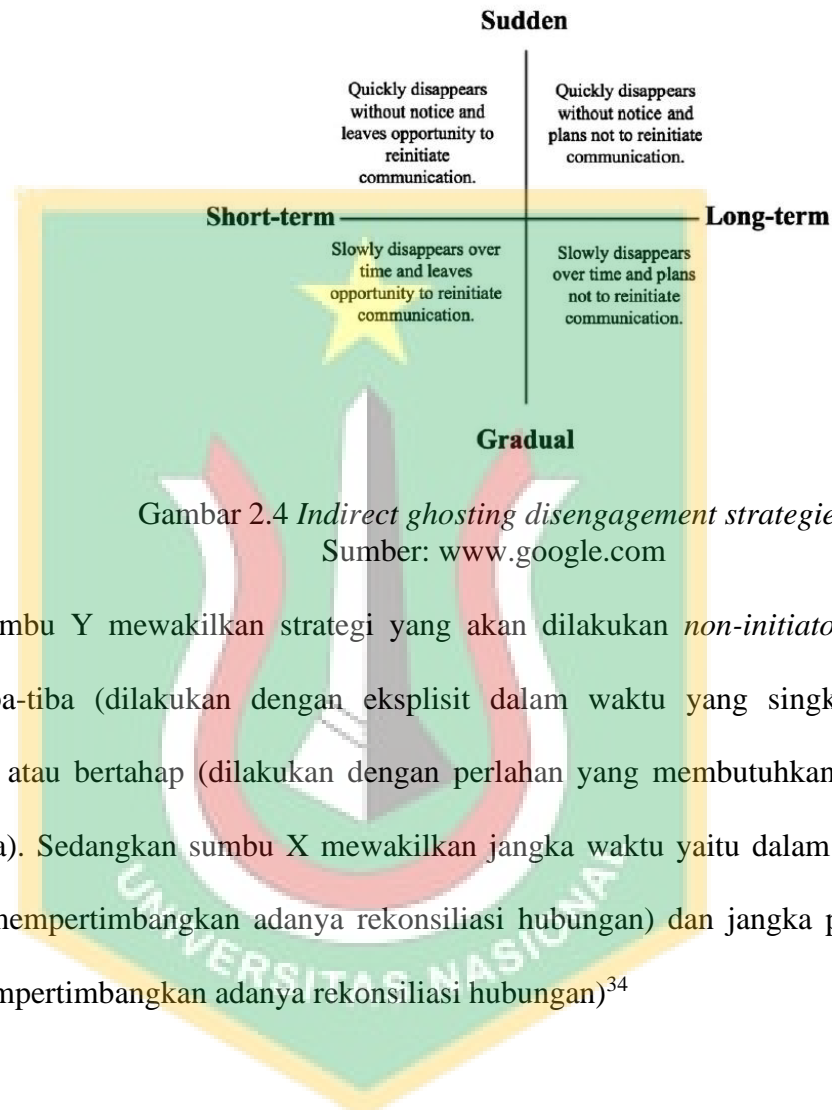 Sudden
Quickly disappears
without notice and
leaves opportunity to
reinitiate
communication.
Quickly disappears
without notice and
plans not to reinitiate
communication.
Short-term
Long-term
Slowly disappears over
time and leaves
opportunity to reinitiate
communication.
Slowly disappears
over time and plans
not to reinitiate
communication.
Gradual
Gambar 2.4 Indirect ghosting disengagement strategie
Sumber: www.google.com
mbu Y mewakilkan strategi yang akan dilakukan non-initiato
a-tiba (dilakukan dengan eksplisit dalam waktu yang singk
atau bertahap (dilakukan dengan perlahan yang membutuhkan
a). Sedangkan sumbu X mewakilkan jangka waktu yaitu dalam
nempertimbangkan adanya rekonsiliasi hubungan) dan jangka p
mpertimbangkan adanya rekonsiliasi hubungan)34
UNIVERSITAS NASIONAL